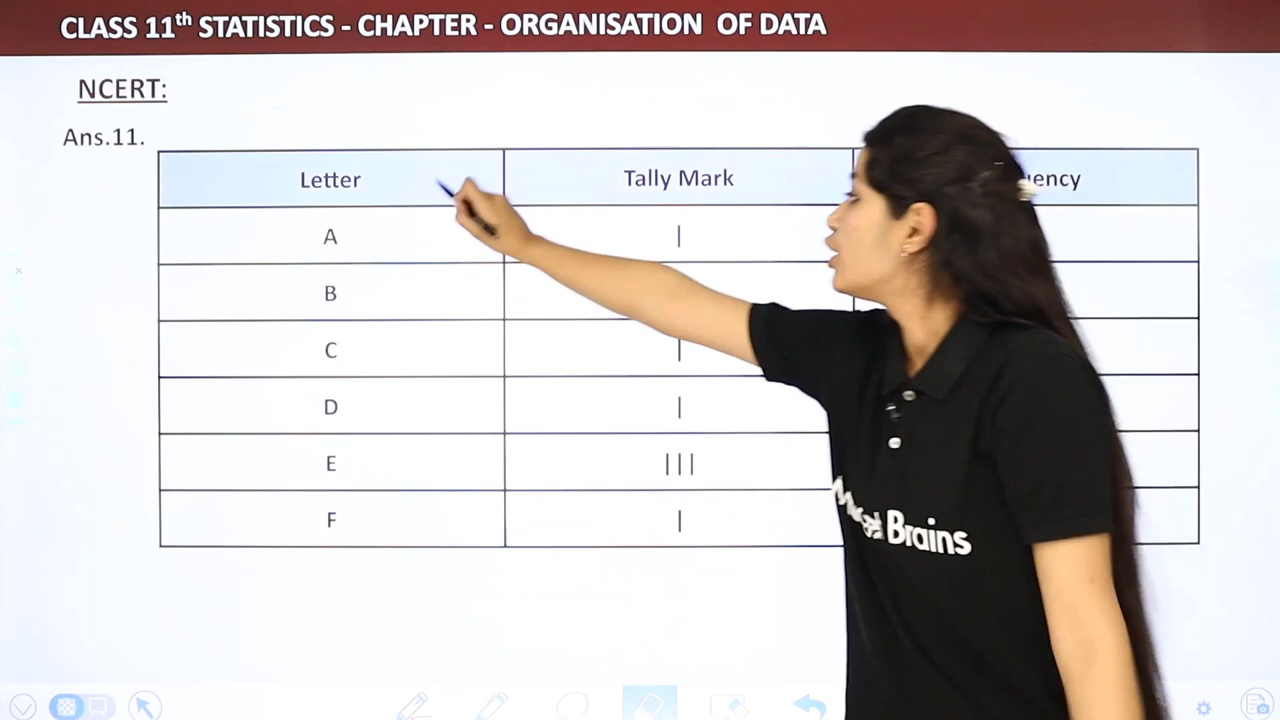 CLASS 11th STATISTICS - CHAPTER - ORGANISATION OF DATA
NCERT:
Ans.11.
Letter Tally Mark
A |
B
C |
D |
E |||
F |
Brains